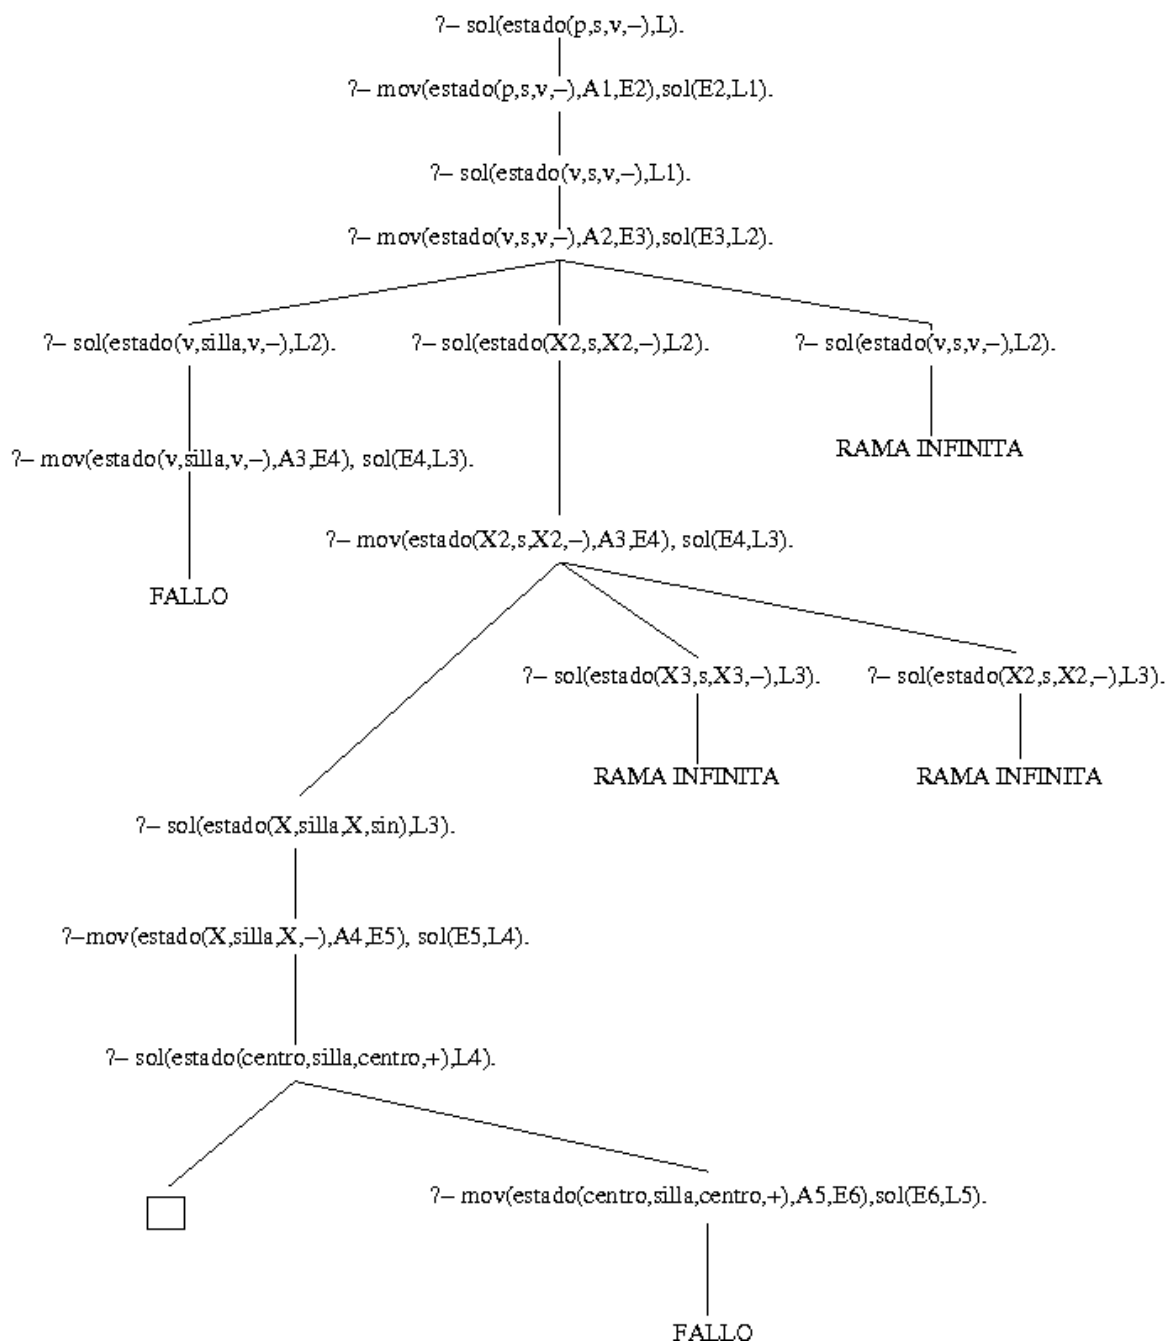 ?– sol(estado(p,s,v,–),L).
?– mov(estado(p,s,v,–),A1,E2),sol(E2,L1).
?– sol(estado(v,s,v,–),L1).
?– mov(estado(v,s,v,–),A2,E3),sol(E3,L2).
?– sol(estado(v,silla,v,–),L2).
?– sol(estado(X2,s,X2,–),L2).
?– sol(estado(v,s,v,–),L2).
RAMA INFINITA
?– mov(estado(v,silla,v,–),A3,E4), sol(E4,L3).
?– mov(estado(X2,s,X2,–),A3,E4), sol(E4,L3).
FALLO
?– sol(estado(X3,s,X3,–),L3).
?– sol(estado(X2,s,X2,–),L3).
RAMA INFINITA
RAMA INFINITA
?– sol(estado(X,silla,X,sin),L3).
?–mov(estado(X,silla,X,–),A4,E5), sol(E5,L4).
?– sol(estado(centro,silla,centro,+),L4).
?– mov(estado(centro,silla,centro,+),A5,E6),sol(E6,L5).
FALLO